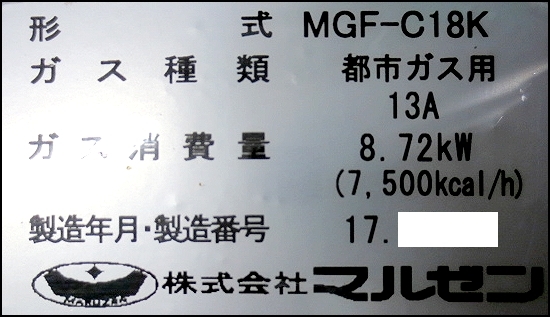 形式 MGF-C18K
ガス種類 都市ガス用
13A
ガス消費量 8.72kW
(7,500kcal/h)
製造年月・製造番号 17.
MARUZEN 株式会社 マルゼン